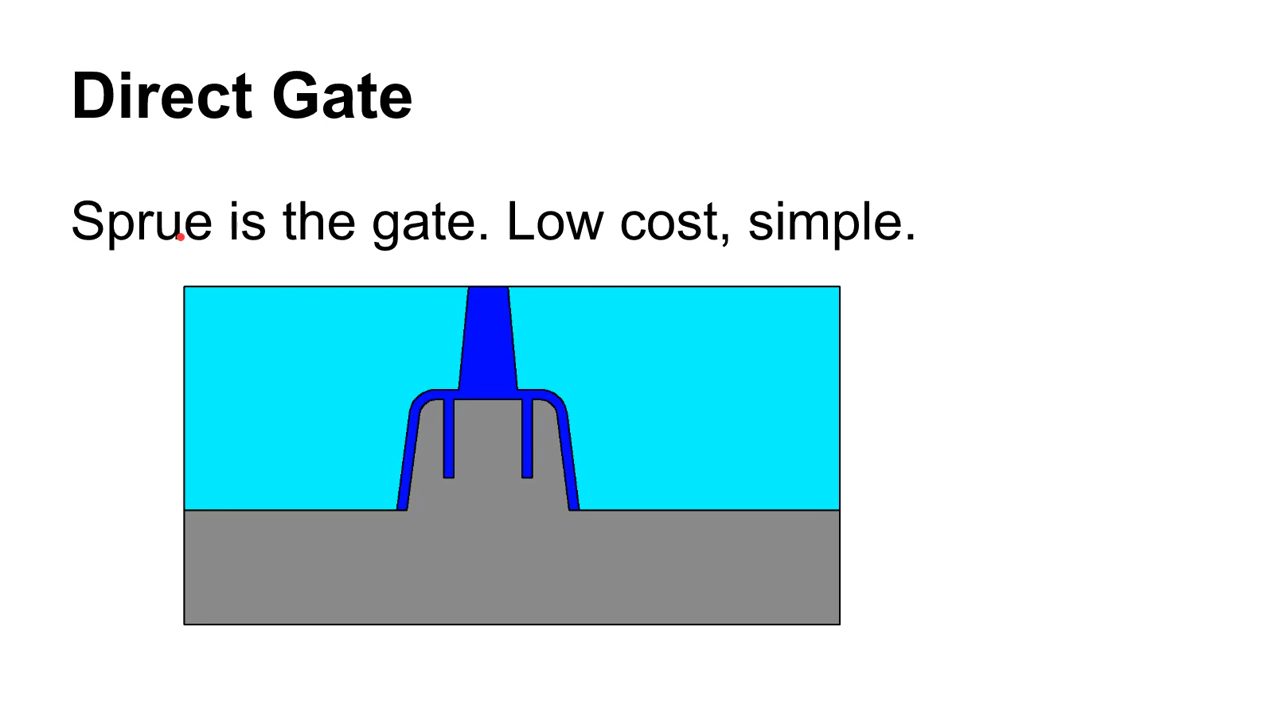 Direct Gate
Sprue is the gate. Low cost, simple.